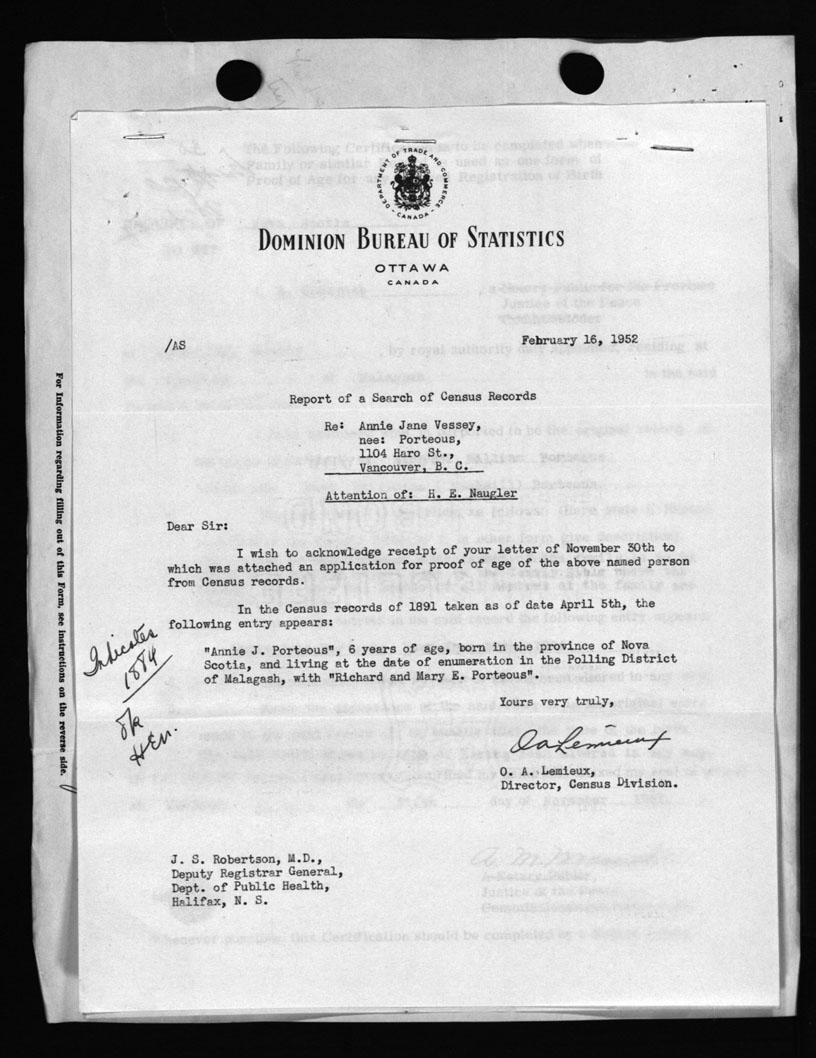 DEPARTMENT OF TRADE AND COMMERCE
- CANADA -
DOMINION BUREAU OF STATISTICS
OTTAWA
CANADA
/AS
February 16, 1952
Report of a Search of Census Records
Re: Annie Jane Vessey,
nee: Porteous,
1104 Haro St.,
Vancouver, B. C.
Attention of: H. E. Naugler
Dear Sir:
I wish to acknowledge receipt of your letter of November 30th to
which was attached an application for proof of age of the above named person
from Census records.
In the Census records of 1891 taken as of date April 5th, the
following entry appears:
"Annie J. Porteous", 6 years of age, born in the province of Nova
Scotia, and living at the date of enumeration in the Polling District
of Malagash, with "Richard and Mary E. Porteous".
Yours very truly,
OALemieux
O. A. Lemieux,
Director, Census Division.
J. S. Robertson, M.D.,
Deputy Registrar General,
Dept. of Public Health,
Halifax, N. S.
Indicates
1884
Ok
HEN.
For Information regarding filling out of this Form, see instructions on the reverse side.